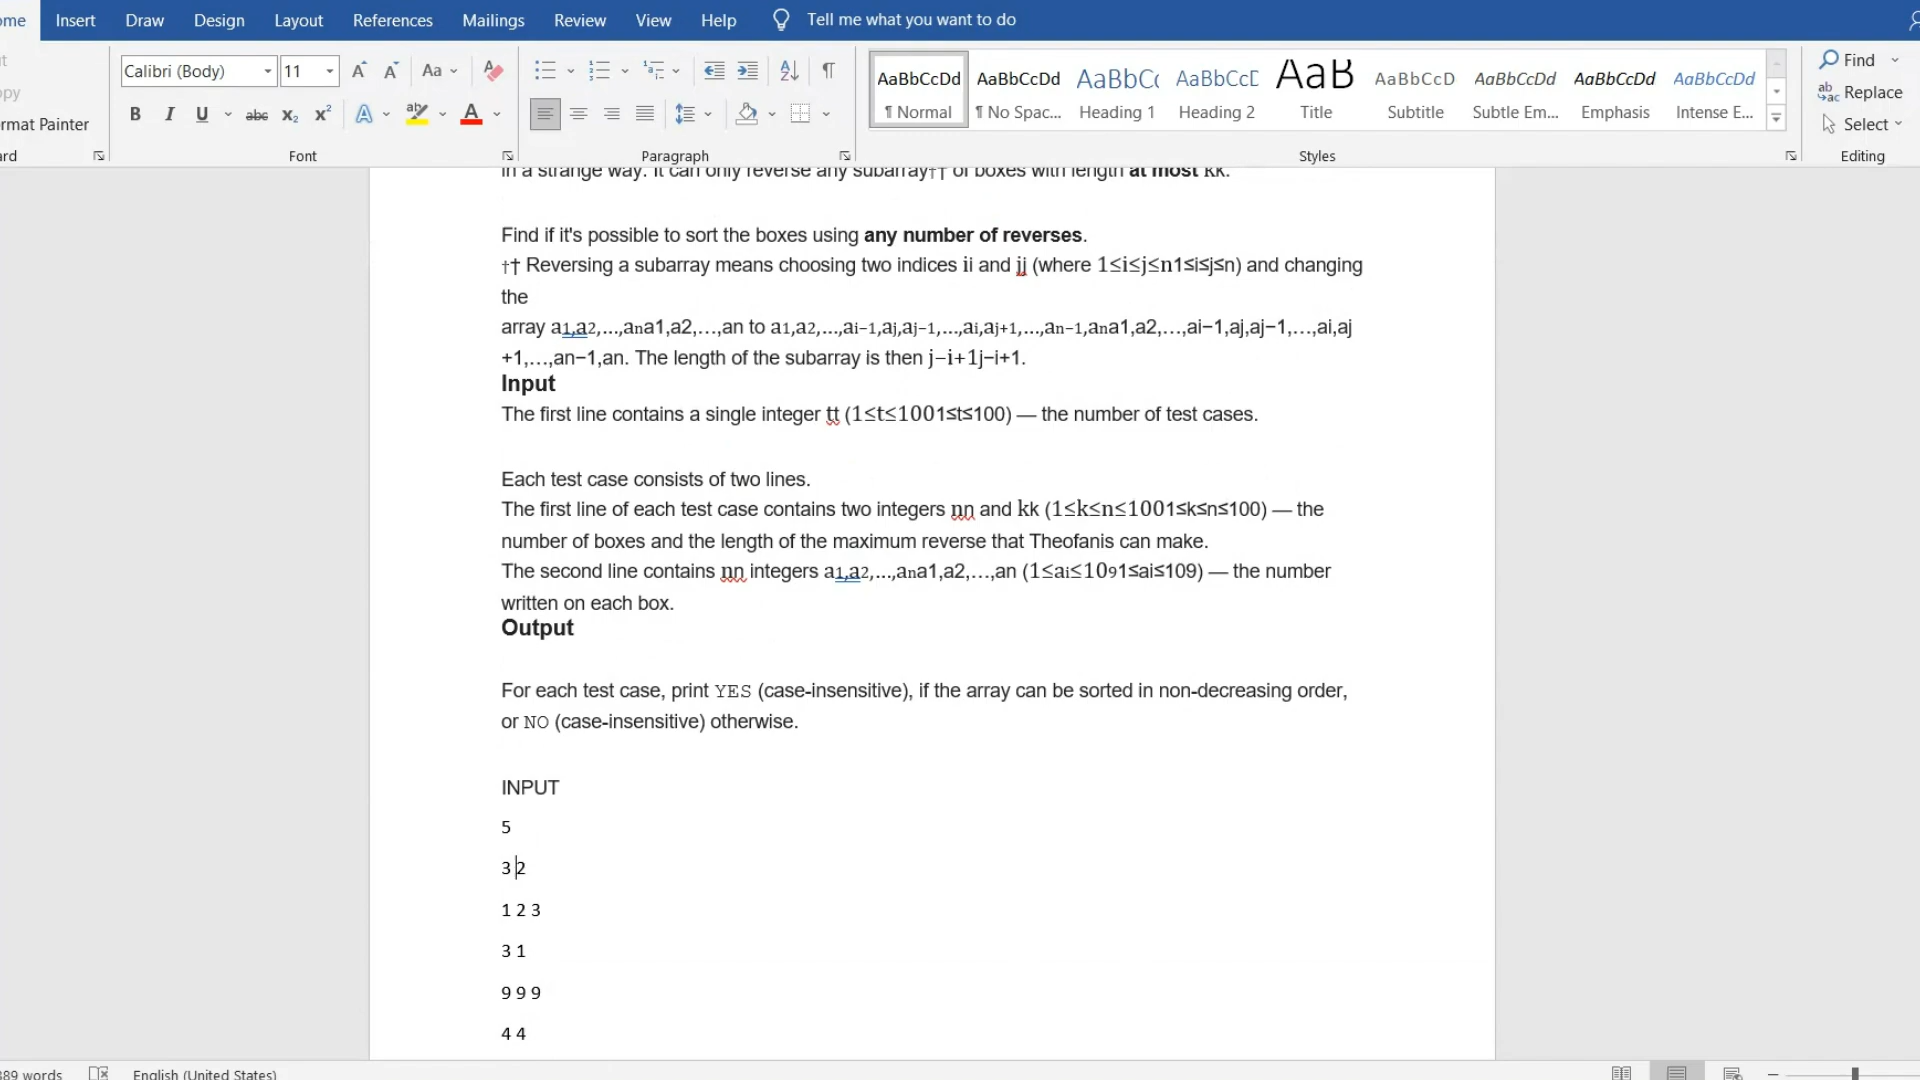 ome Insert Draw Design Layout References Mailings Review View Help Tell me what you want to do
Calibri (Body) 11 Aa
AaBbCcDd AaBbCcDd AaBbC AaBbCcD AaB AaBbCcD AaBbCcDd AaBbCcDd AaBbCcDd
¶ Normal ¶ No Spac... Heading 1 Heading 2 Title Subtitle Subtle Em... Emphasis Intense E...
Find
Replace
Select
opy
rmat Painter
B I U abc x₂ x² A ab A
ard Font Paragraph Styles Editing
in a strange way. It can only reverse any subarray†† of boxes with length at most kk.
Find if it's possible to sort the boxes using any number of reverses.
†† Reversing a subarray means choosing two indices ii and jj (where 1≤i≤j≤n1≤i≤j≤n) and changing
the
array a1,a2,…,ana1,a2,…,an to a1,a2,…,ai−1,aj,aj−1,…,ai,aj+1,…,an−1,ana1,a2,…,ai−1,aj,aj−1,…,ai,aj
+1,…,an−1,an. The length of the subarray is then j−i+1j−i+1.
Input
The first line contains a single integer tt (1≤t≤1001≤t≤100) — the number of test cases.
Each test case consists of two lines.
The first line of each test case contains two integers nn and kk (1≤k≤n≤1001≤k≤n≤100) — the
number of boxes and the length of the maximum reverse that Theofanis can make.
The second line contains nn integers a1,a2,…,ana1,a2,…,an (1≤ai≤1091≤ai≤109) — the number
written on each box.
Output
For each test case, print YES (case-insensitive), if the array can be sorted in non-decreasing order,
or NO (case-insensitive) otherwise.
INPUT
5
3 2
1 2 3
3 1
9 9 9
4 4
389 words English (United States)